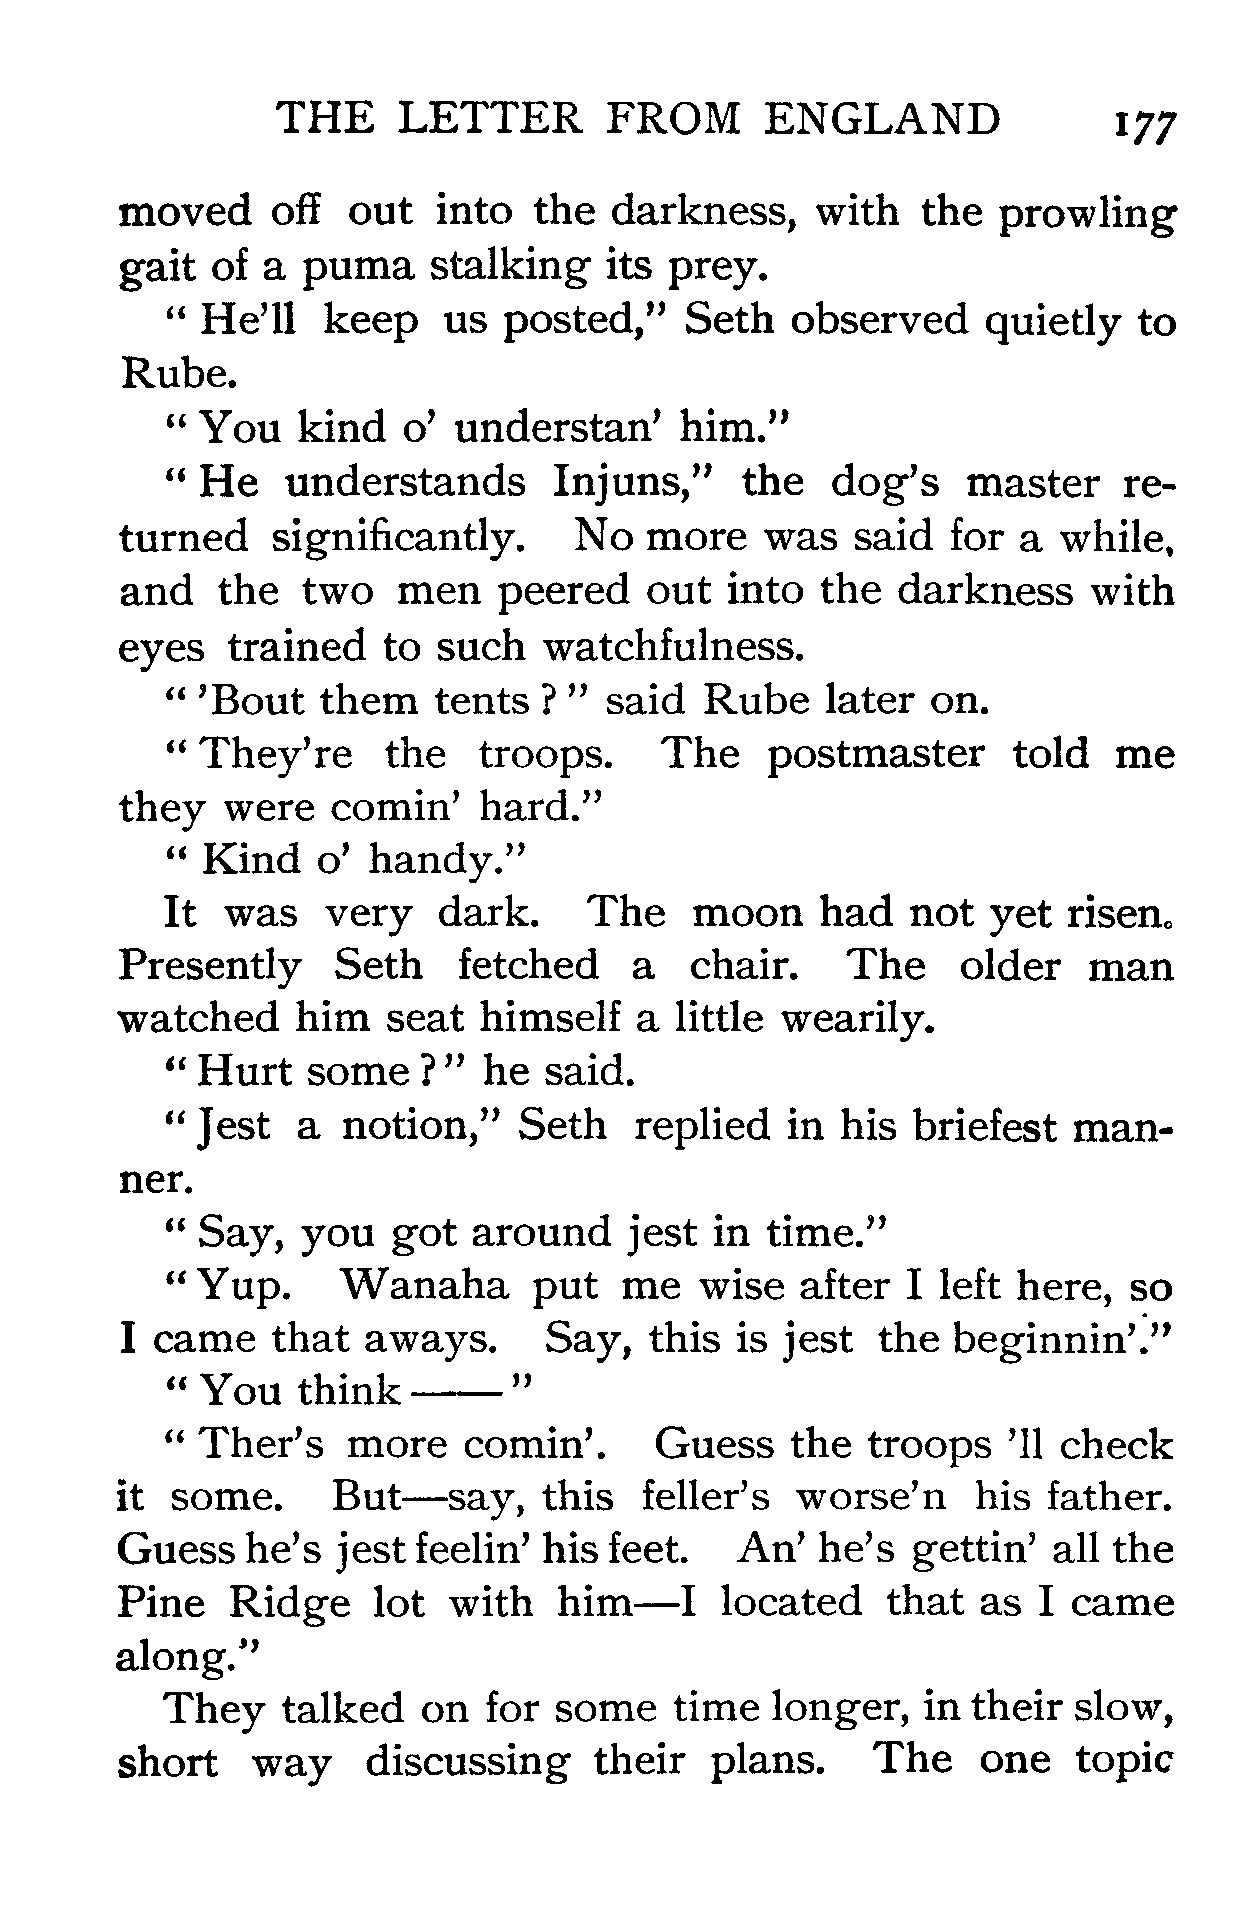 THE LETTER FROM ENGLAND 177
moved off out into the darkness, with the prowling
gait of a puma stalking its prey.
" He'll keep us posted," Seth observed quietly to
Rube.
" You kind o' understan' him."
" He understands Injuns," the dog's master re-
turned significantly. No more was said for a while,
and the two men peered out into the darkness with
eyes trained to such watchfulness.
" 'Bout them tents ? " said Rube later on.
" They're the troops. The postmaster told me
they were comin' hard."
" Kind o' handy."
It was very dark. The moon had not yet risen.
Presently Seth fetched a chair. The older man
watched him seat himself a little wearily.
" Hurt some ? " he said.
" Jest a notion," Seth replied in his briefest man-
ner.
" Say, you got around jest in time."
" Yup. Wanaha put me wise after I left here, so
I came that aways. Say, this is jest the beginnin'."
" You think —— "
" Ther's more comin'. Guess the troops 'll check
it some. But—say, this feller's worse'n his father.
Guess he's jest feelin' his feet. An' he's gettin' all the
Pine Ridge lot with him—I located that as I came
along."
They talked on for some time longer, in their slow,
short way discussing their plans. The one topic